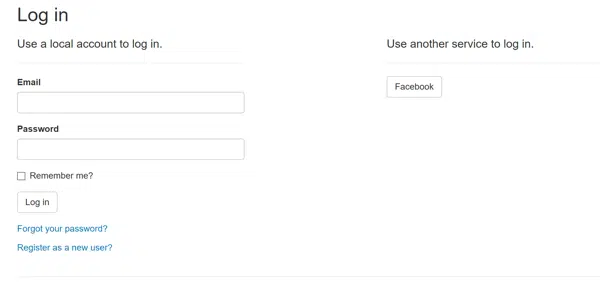 Log in
Use a local account to log in.
Email
Password
Remember me?
Log in
Forgot your password?
Register as a new user?
Use another service to log in.
Facebook